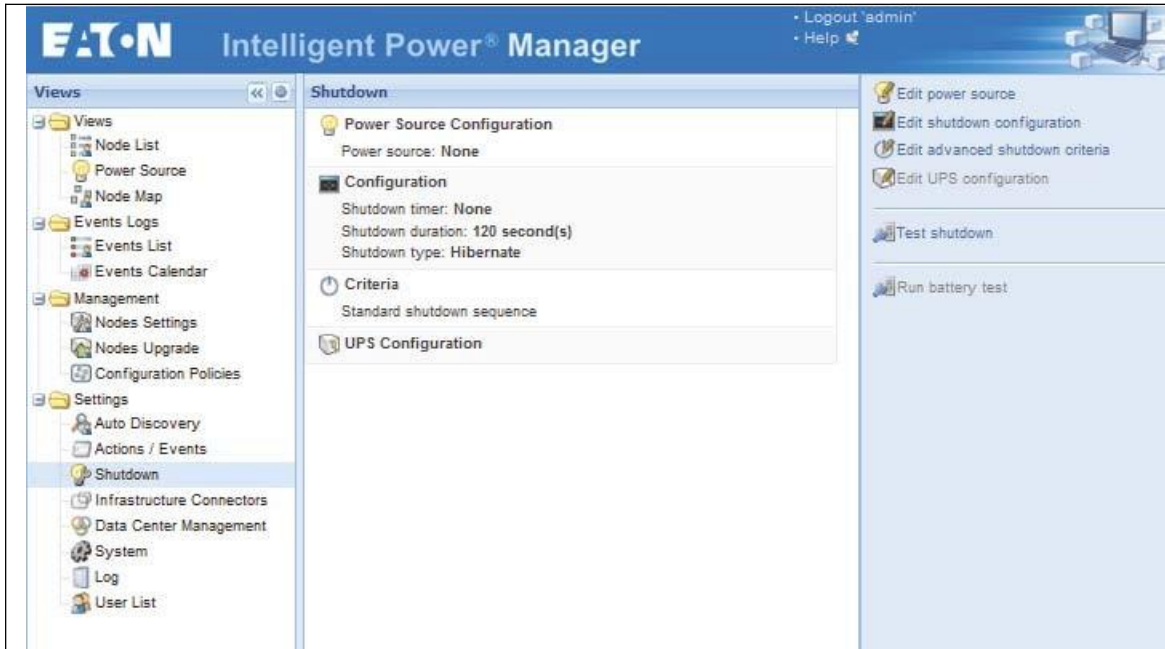 EATON Intelligent Power® Manager
• Logout 'admin'
• Help
Views
Views
Node List
Power Source
Node Map
Events Logs
Events List
Events Calendar
Management
Nodes Settings
Nodes Upgrade
Configuration Policies
Settings
Auto Discovery
Actions / Events
Shutdown
Infrastructure Connectors
Data Center Management
System
Log
User List
Shutdown
Power Source Configuration
Power source: None
Configuration
Shutdown timer: None
Shutdown duration: 120 second(s)
Shutdown type: Hibernate
Criteria
Standard shutdown sequence
UPS Configuration
Edit power source
Edit shutdown configuration
Edit advanced shutdown criteria
Edit UPS configuration
Test shutdown
Run battery test